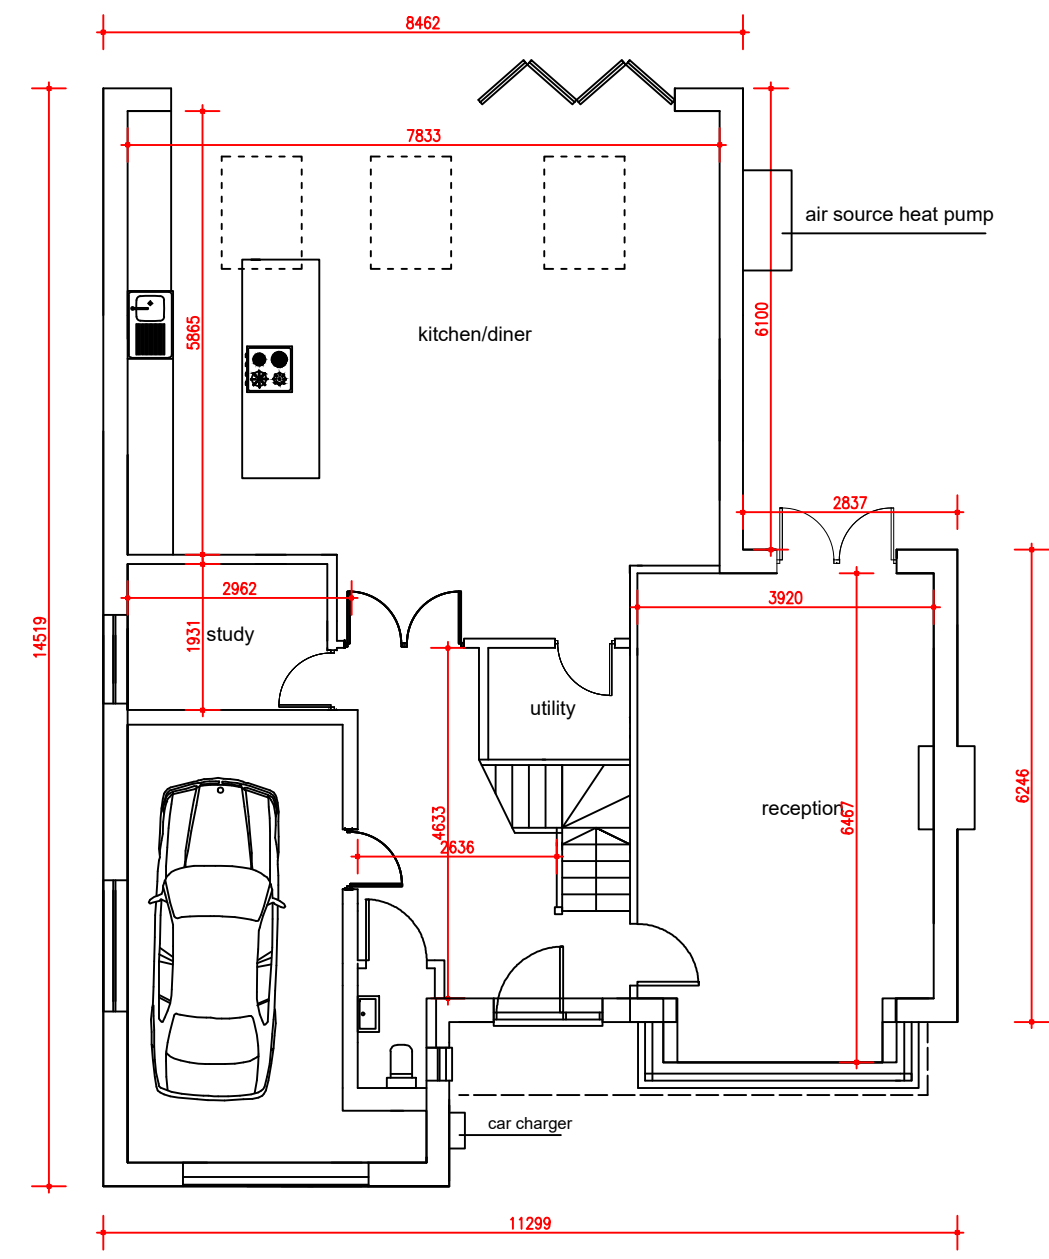 8462
7833
air source heat pump
5865
6100
kitchen/diner
2837
2962
3920
14519
1931
study
utility
6246
reception
6467
4633
2636
car charger
11299